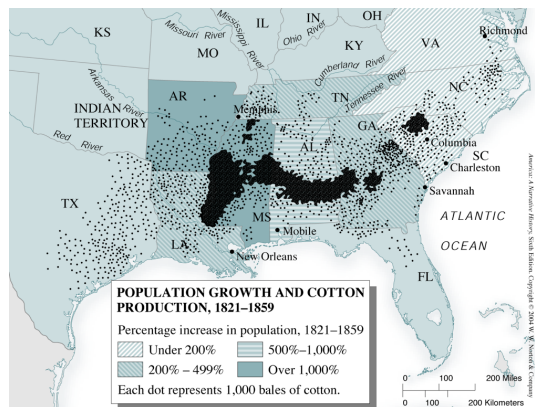 KS
MO
IL
IN
OH
KY
VA
Richmond
Missouri River
Mississippi River
Ohio River
Cumberland River
Tennessee River
Arkansas River
Red River
INDIAN
TERRITORY
AR
Memphis
TN
NC
GA
AL
Columbia
SC
Charleston
Savannah
TX
MS
Mobile
LA
New Orleans
FL
ATLANTIC
OCEAN
POPULATION GROWTH AND COTTON
PRODUCTION, 1821–1859
Percentage increase in population, 1821–1859
Under 200%
500%–1,000%
200% – 499%
Over 1,000%
Each dot represents 1,000 bales of cotton.
0 100 200 Miles
0 100 200 Kilometers
America: A Narrative History, Sixth Edition. Copyright © 2004 W. W. Norton & Company